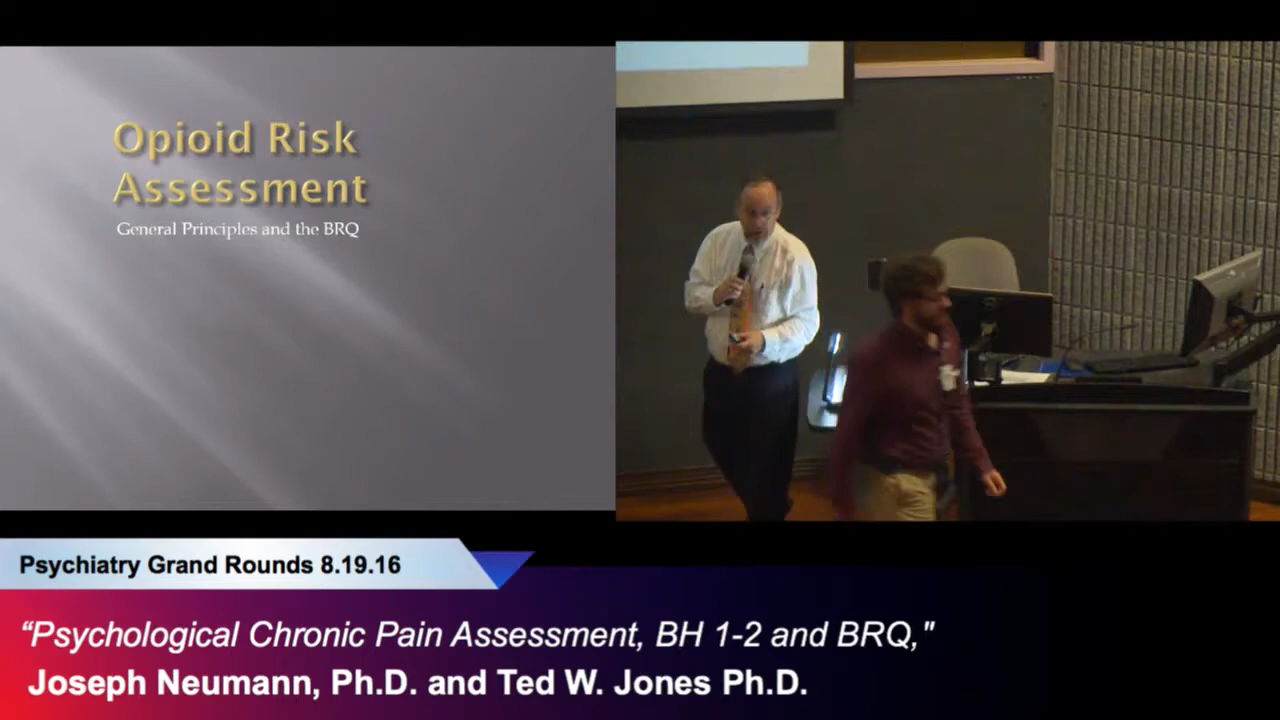 Opioid Risk
Assessment
General Principles and the BRQ
Psychiatry Grand Rounds 8.19.16
“Psychological Chronic Pain Assessment, BH 1-2 and BRQ,"
Joseph Neumann, Ph.D. and Ted W. Jones Ph.D.